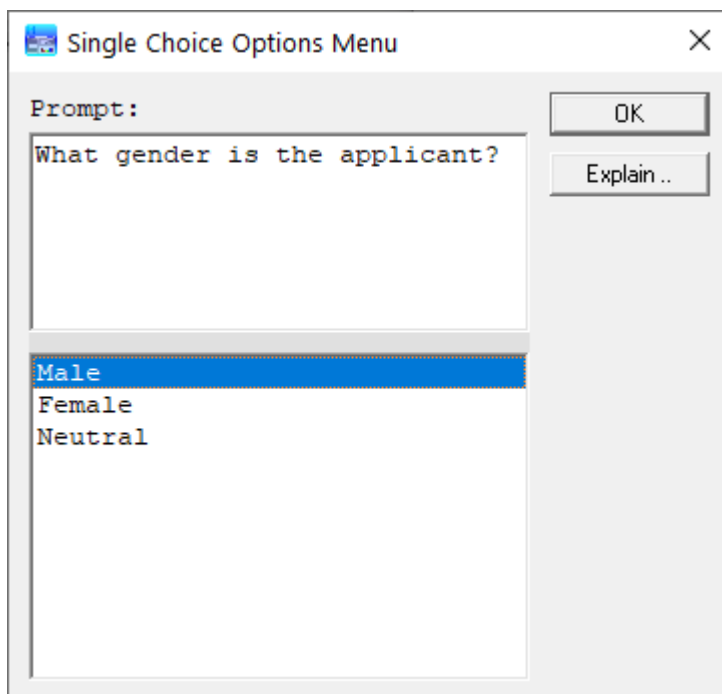 Single Choice Options Menu
Prompt:
OK
What gender is the applicant?
Explain ..
Male
Female
Neutral